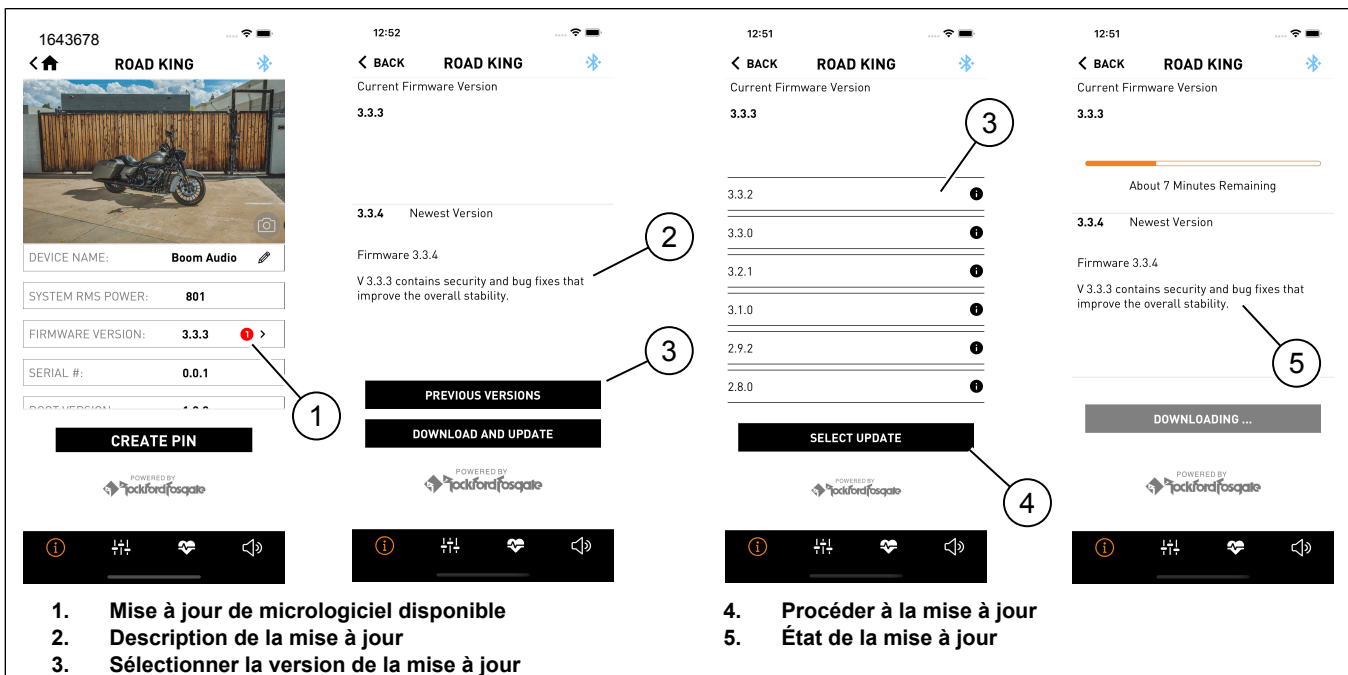 1643678
ROAD KING
DEVICE NAME: Boom Audio
SYSTEM RMS POWER: 801
FIRMWARE VERSION: 3.3.3 1
SERIAL #: 0.0.1
BOOT VERSION
CREATE PIN
POWERED BY
Rockford Fosgate
1
12:52
BACK ROAD KING
Current Firmware Version
3.3.3
3.3.4 Newest Version
Firmware 3.3.4
V 3.3.3 contains security and bug fixes that
improve the overall stability.
PREVIOUS VERSIONS
DOWNLOAD AND UPDATE
POWERED BY
Rockford Fosgate
2
3
12:51
BACK ROAD KING
Current Firmware Version
3.3.3
3.3.2
3.3.0
3.2.1
3.1.0
2.9.2
2.8.0
SELECT UPDATE
POWERED BY
Rockford Fosgate
3
4
12:51
BACK ROAD KING
Current Firmware Version
3.3.3
About 7 Minutes Remaining
3.3.4 Newest Version
Firmware 3.3.4
V 3.3.3 contains security and bug fixes that
improve the overall stability.
DOWNLOADING ...
POWERED BY
Rockford Fosgate
5
1. Mise à jour de micrologiciel disponible
2. Description de la mise à jour
3. Sélectionner la version de la mise à jour
4. Procéder à la mise à jour
5. État de la mise à jour